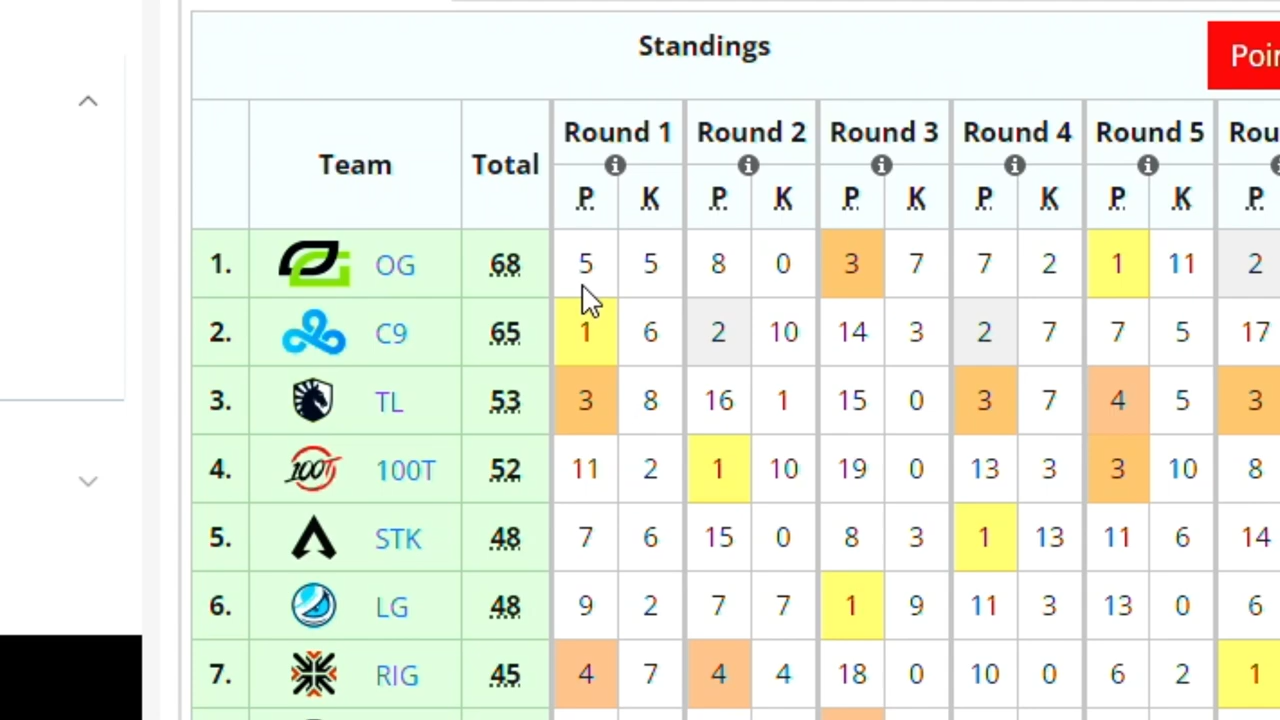 Standings
Team Total Round 1 Round 2 Round 3 Round 4 Round 5
P K P K P K P K P K P
1. OG 68 5 5 8 0 3 7 7 2 1 11 2
2. C9 65 1 6 2 10 14 3 2 7 7 5 17
3. TL 53 3 8 16 1 15 0 3 7 4 5 3
4. 100T 100T 52 11 2 1 10 19 0 13 3 3 10 8
5. STK 48 7 6 15 0 8 3 1 13 11 6 14
6. LG 48 9 2 7 7 1 9 11 3 13 0 6
7. RIG 45 4 7 4 4 18 0 10 0 6 2 1